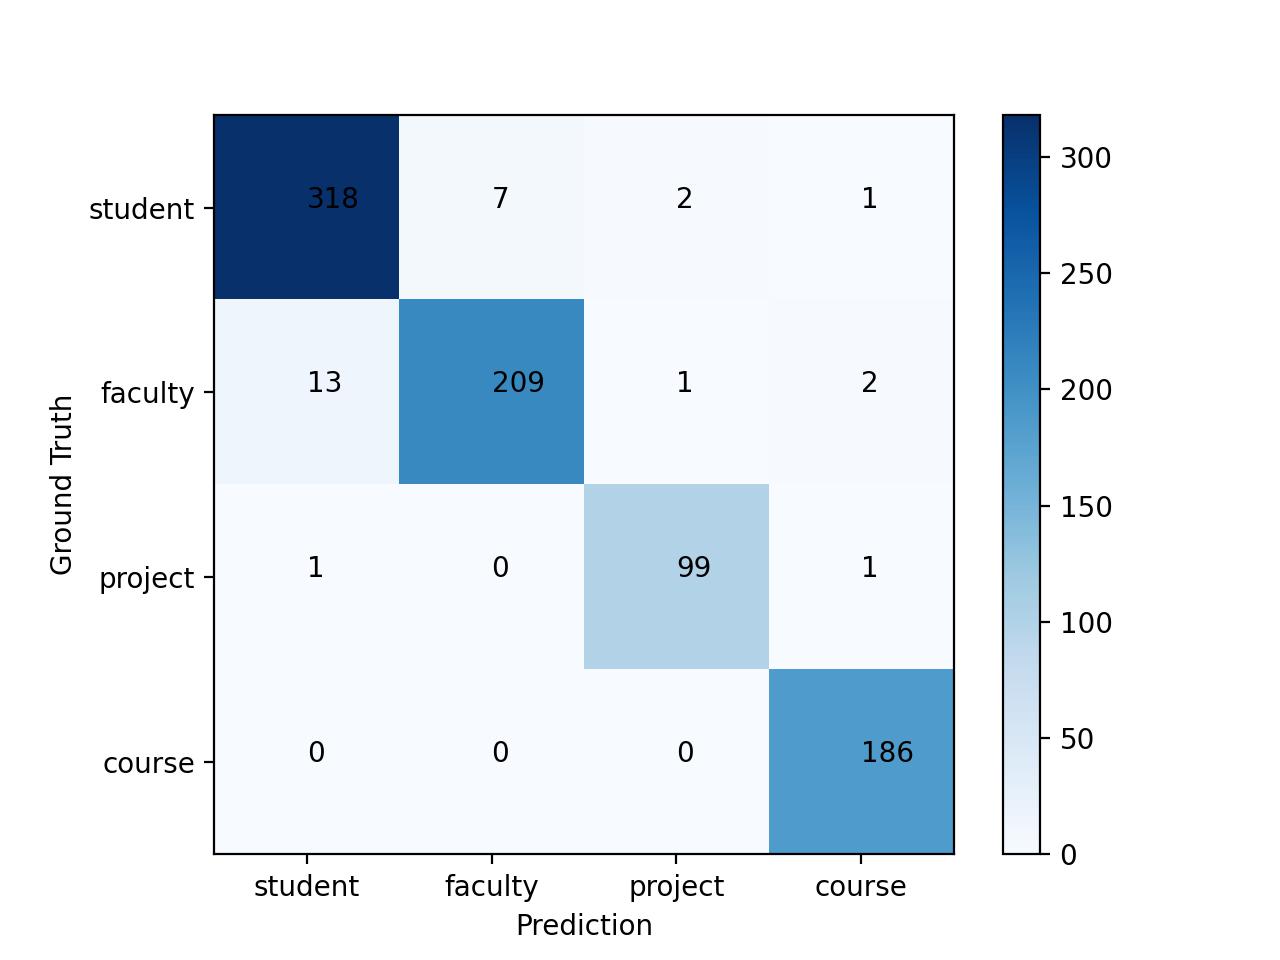 student 318 7 2 1
faculty 13 209 1 2
project 1 0 99 1
course 0 0 0 186
student faculty project course
Prediction
Ground Truth
300
250
200
150
100
50
0